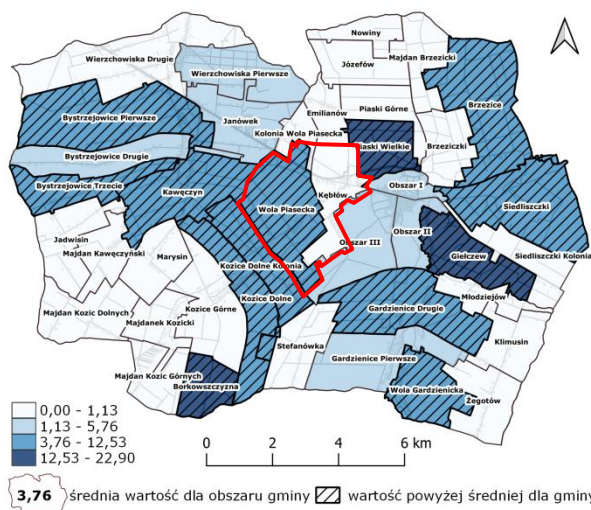 Nowiny
Wierzchowiska Drugie
Józefów
Majdan Brzezicki
Wierzchowiska Pierwsze
Piaski Górne
Bystrzejowice Pierwsze
Emilianów
Brzezice
Janówek
Kolonia Wola Piasecka
Piaski Wielkie
Brzeziczki
Bystrzejowice Drugie
Bystrzejowice Trzecie
Kawęczyn
Kębłów
Obszar I
Siedliszczki
Wola Piasecka
Obszar II
Jadwisin
Obszar III
Majdan Kawęczyński
Marysin
Giełczew
Siedliszczki Kolonia
Kozice Dolne Kolonia
Kozice Dolne
Młodziejów
Majdan Kozic Dolnych
Kozice Górne
Gardzienice Drugie
Majdanek Kozicki
Klimusin
Stefanówka
Gardzienice Pierwsze
Majdan Kozic Górnych
Borkowszczyzna
Wola Gardzienicka
Żegotów
0,00 - 1,13
1,13 - 5,76
3,76 - 12,53
12,53 - 22,90
0 2 4 6 km
3,76 średnia wartość dla obszaru gminy wartość powyżej średniej dla gminy